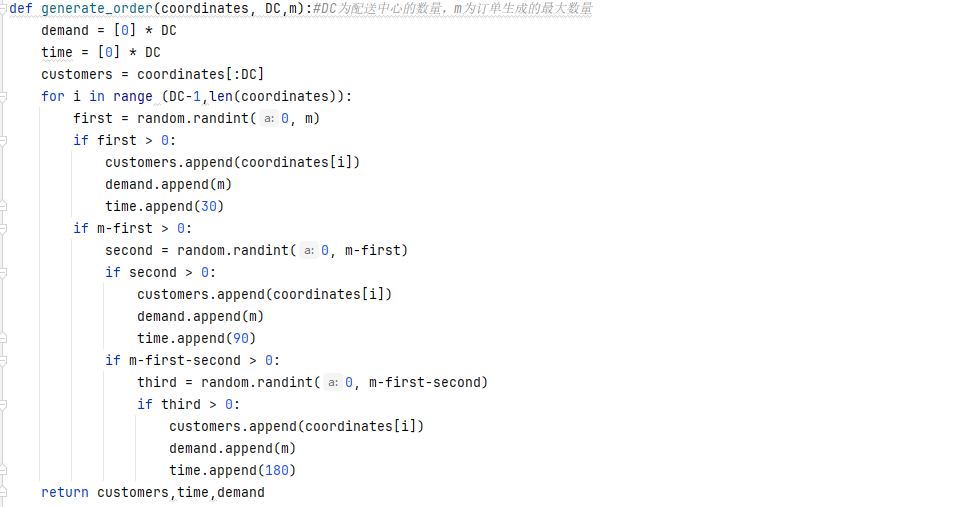 def generate_order(coordinates, DC,m):#DC为配送中心的数量，m为订单生成的最大数量
    demand = [0] * DC
    time = [0] * DC
    customers = coordinates[:DC]
    for i in range (DC-1,len(coordinates)):
        first = random.randint( a: 0, m)
        if first > 0:
            customers.append(coordinates[i])
            demand.append(m)
            time.append(30)
        if m-first > 0:
            second = random.randint( a: 0, m-first)
            if second > 0:
                customers.append(coordinates[i])
                demand.append(m)
                time.append(90)
            if m-first-second > 0:
                third = random.randint( a: 0, m-first-second)
                if third > 0:
                    customers.append(coordinates[i])
                    demand.append(m)
                    time.append(180)
    return customers,time,demand